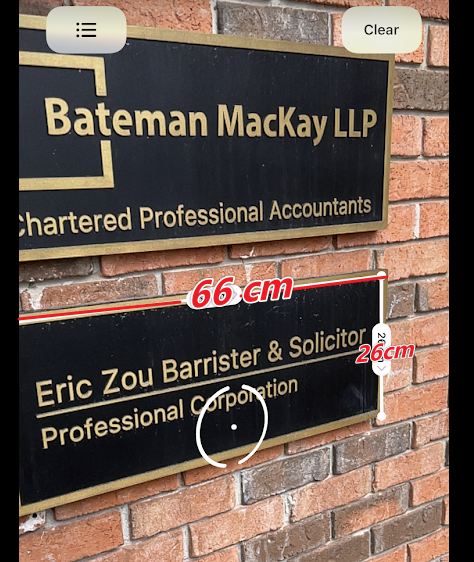 Clear
Bateman MacKay LLP
Chartered Professional Accountants
66 cm
26cm
Eric Zou Barrister & Solicitor
Professional Corporation